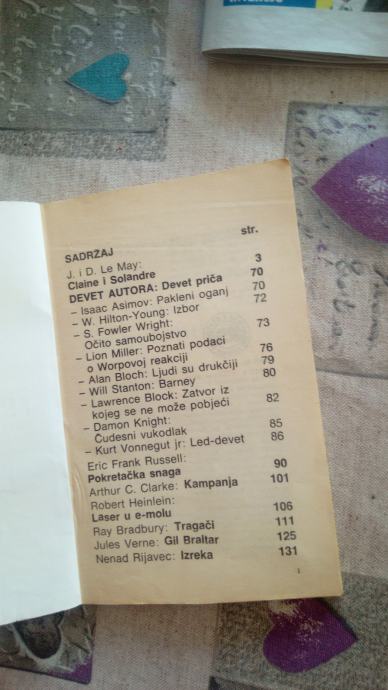 str.
SADRŽAJ
J. i D. Le May:
Claine i Solandre 3
DEVET AUTORA: Devet priča 70
– Isaac Asimov: Pakleni oganj 70
– W. Hilton-Young: Izbor 72
– S. Fowler Wright:
Očito samoubojstvo 73
– Lion Miller: Poznati podaci
o Worpovoj reakciji 76
– Alan Bloch: Ljudi su drukčiji 79
– Will Stanton: Barney 80
– Lawrence Block: Zatvor iz
kojeg se ne može pobjeći 82
– Damon Knight:
Čudesni vukodlak 85
– Kurt Vonnegut jr: Led-devet 86
Eric Frank Russell:
Pokretačka snaga 90
Arthur C. Clarke: Kampanja 101
Robert Heinlein:
Laser u e-molu 106
Ray Bradbury: Tragači 111
Jules Verne: Gil Braltar 125
Nenad Rijavec: Izreka 131
1